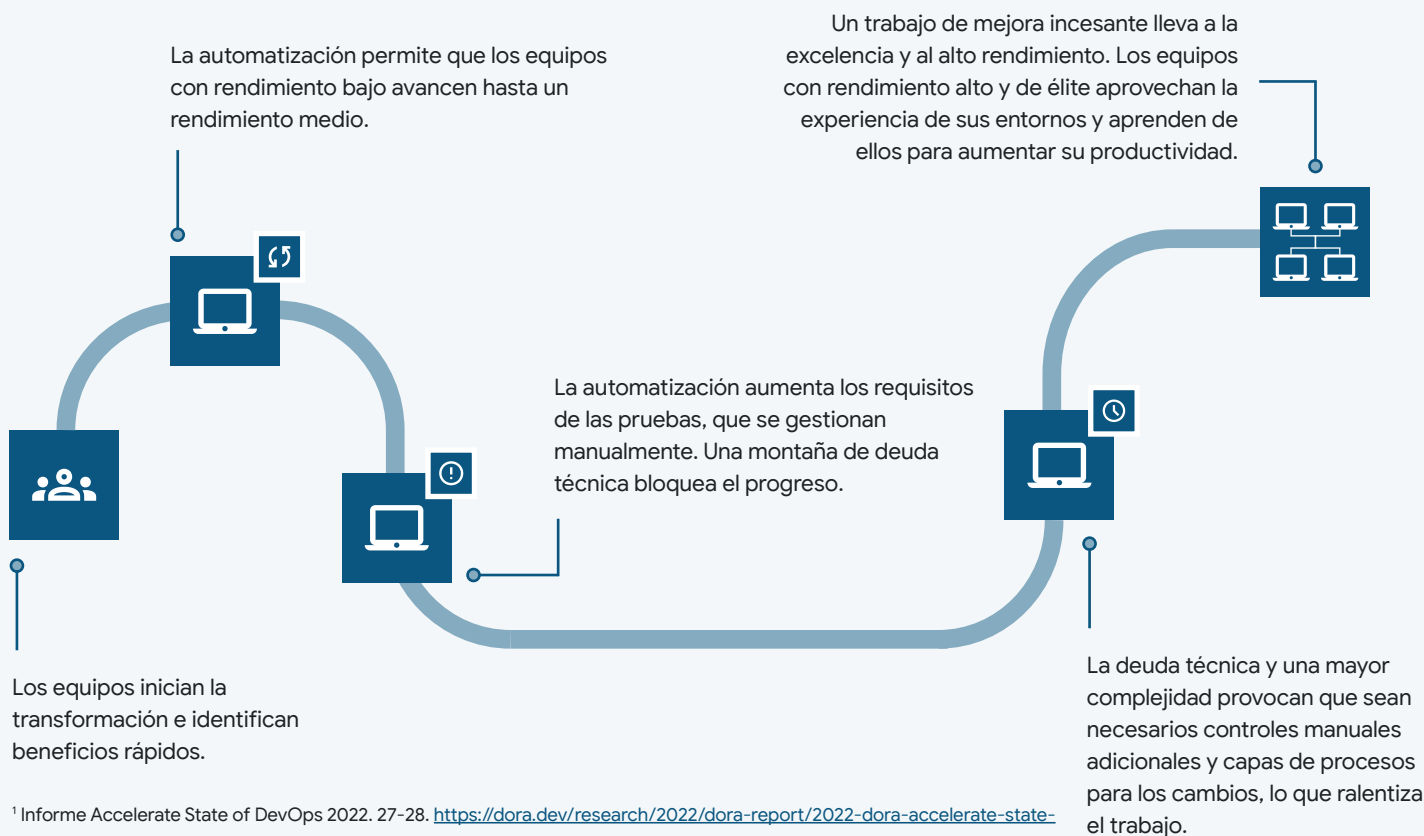 La automatización permite que los equipos
con rendimiento bajo avancen hasta un
rendimiento medio.
Un trabajo de mejora incesante lleva a la
excelencia y al alto rendimiento. Los equipos
con rendimiento alto y de élite aprovechan la
experiencia de sus entornos y aprenden de
ellos para aumentar su productividad.
La automatización aumenta los requisitos
de las pruebas, que se gestionan
manualmente. Una montaña de deuda
técnica bloquea el progreso.
Los equipos inician la
transformación e identifican
beneficios rápidos.
La deuda técnica y una mayor
complejidad provocan que sean
necesarios controles manuales
adicionales y capas de procesos
para los cambios, lo que ralentiza
el trabajo.
¹ Informe Accelerate State of DevOps 2022. 27-28. https://dora.dev/research/2022/dora-report/2022-dora-accelerate-state-